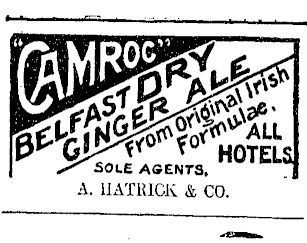 "CAMROC"
BELFAST DRY
GINGER ALE
From Original Irish
Formulae.
ALL
HOTELS
SOLE AGENTS,
A. HATRICK & CO.